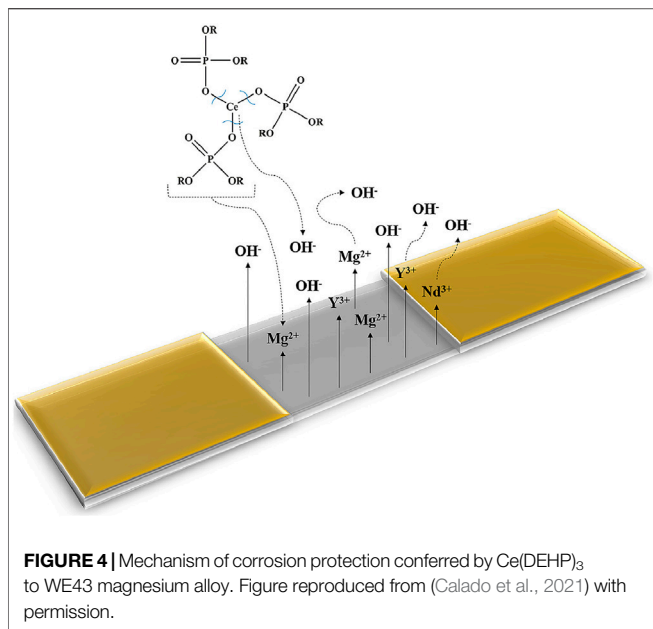 OR
O=P—OR
O
O
Ce
O
P—OR
OR
O
O
P
RO
OR
OH-
OH-
OH-
OH-
OH-
OH-
OH-
Mg2+
Y3+
Nd3+
Y3+
Mg2+
Mg2+
FIGURE 4 | Mechanism of corrosion protection conferred by Ce(DEHP)3
to WE43 magnesium alloy. Figure reproduced from (Calado et al., 2021) with
permission.